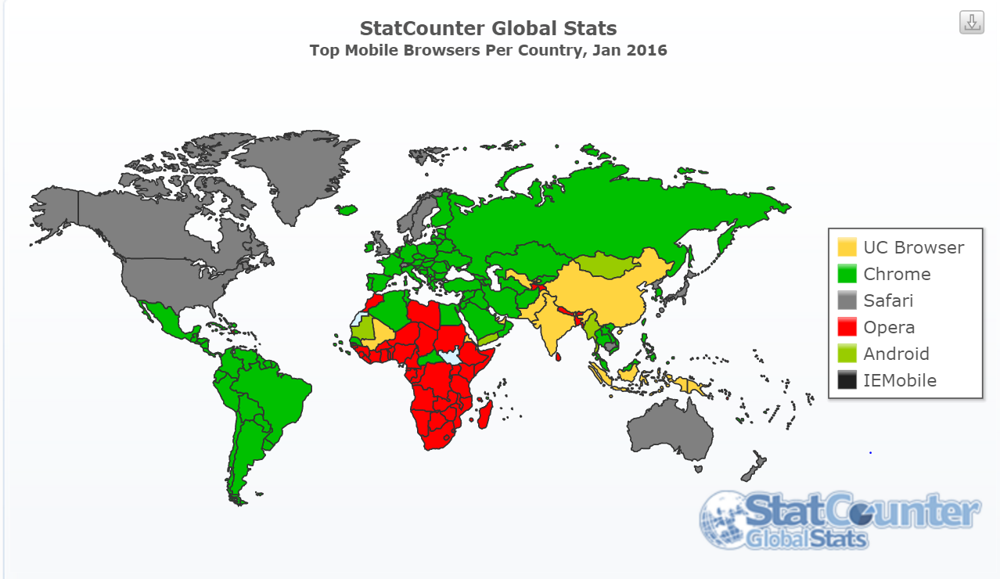 StatCounter Global Stats
Top Mobile Browsers Per Country, Jan 2016
UC Browser
Chrome
Safari
Opera
Android
IEMobile
StatCounter
GlobalStats